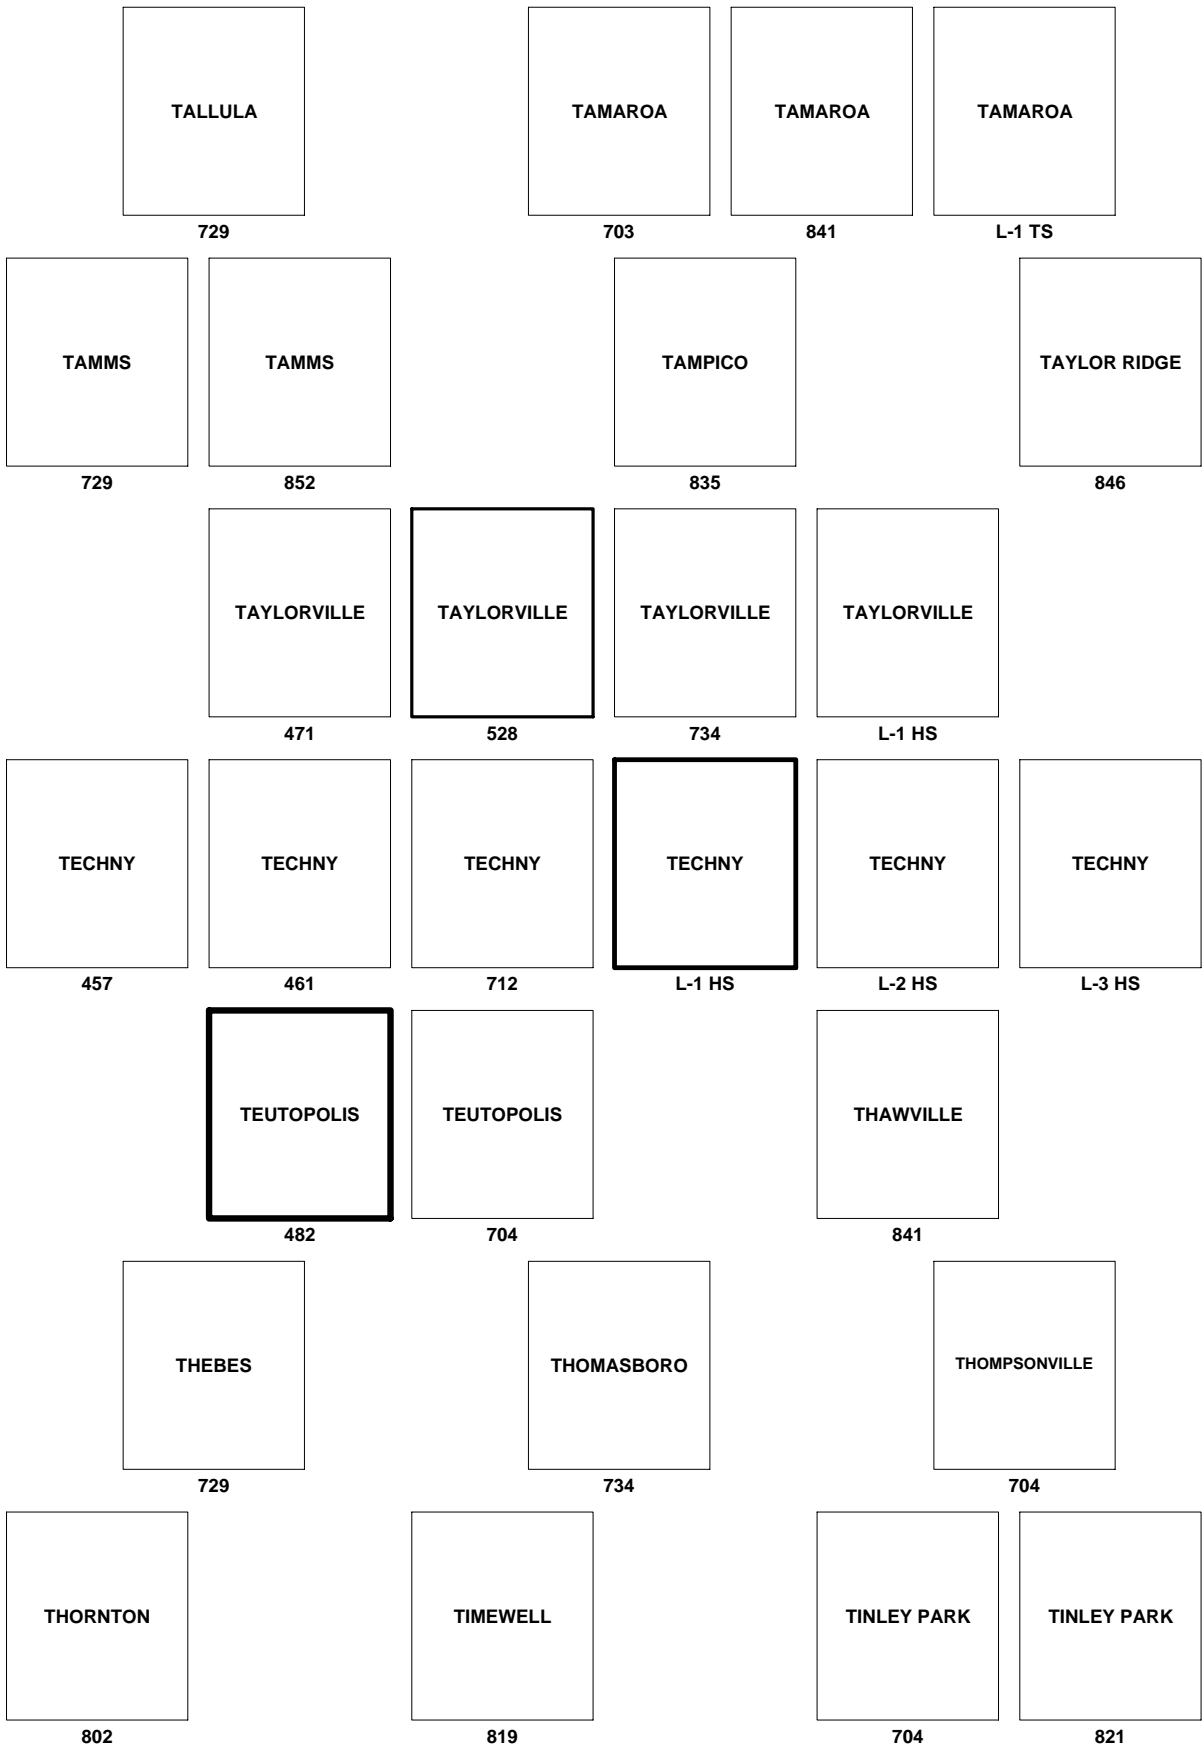 TALLULA TAMAROA TAMAROA TAMAROA
729 703 841 L-1 TS
TAMMS TAMMS TAMPICO TAYLOR RIDGE
729 852 835 846
TAYLORVILLE TAYLORVILLE TAYLORVILLE TAYLORVILLE
471 528 734 L-1 HS
TECHNY TECHNY TECHNY TECHNY TECHNY TECHNY
457 461 712 L-1 HS L-2 HS L-3 HS
TEUTOPOLIS TEUTOPOLIS THAWVILLE
482 704 841
THEBES THOMASBORO THOMPSONVILLE
729 734 704
THORNTON TIMEWELL TINLEY PARK TINLEY PARK
802 819 704 821